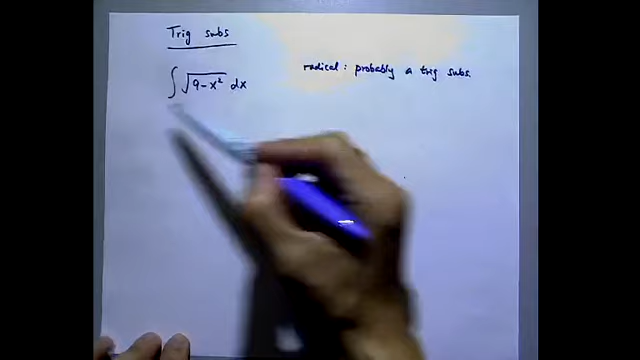 Trig subs
∫ √(9-x²) dx
radical: probably a trig subs.